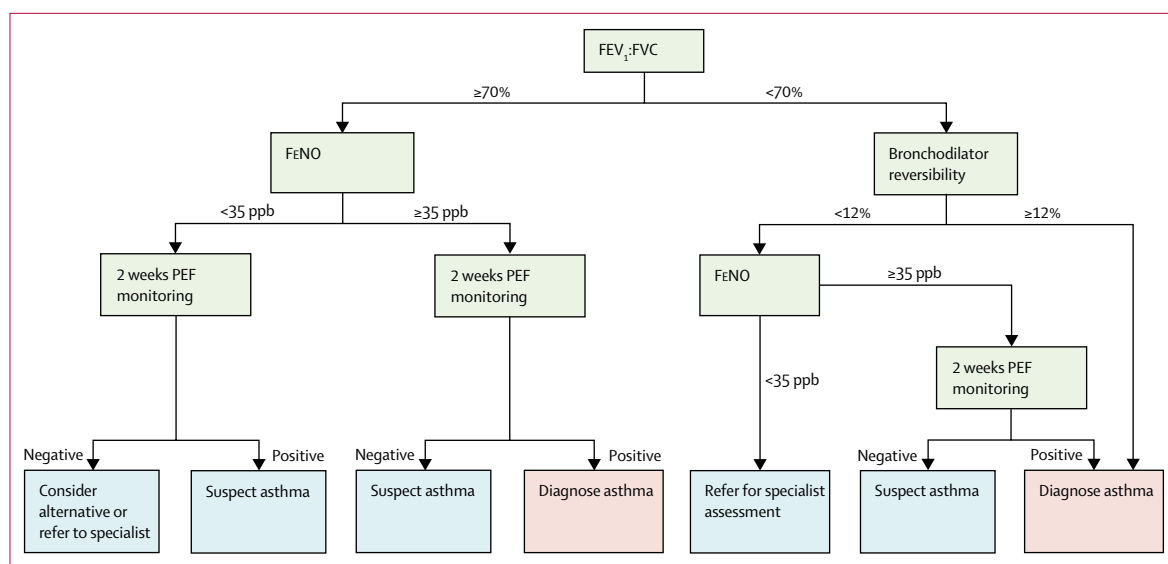 FEV₁:FVC
≥70%
<70%
FENO
Bronchodilator
reversibility
<35 ppb
≥35 ppb
<12%
≥12%
2 weeks PEF
monitoring
2 weeks PEF
monitoring
FENO
≥35 ppb
<35 ppb
2 weeks PEF
monitoring
Negative
Positive
Negative
Positive
Negative
Positive
Consider
alternative or
refer to specialist
Suspect asthma
Suspect asthma
Diagnose asthma
Refer for specialist
assessment
Suspect asthma
Diagnose asthma